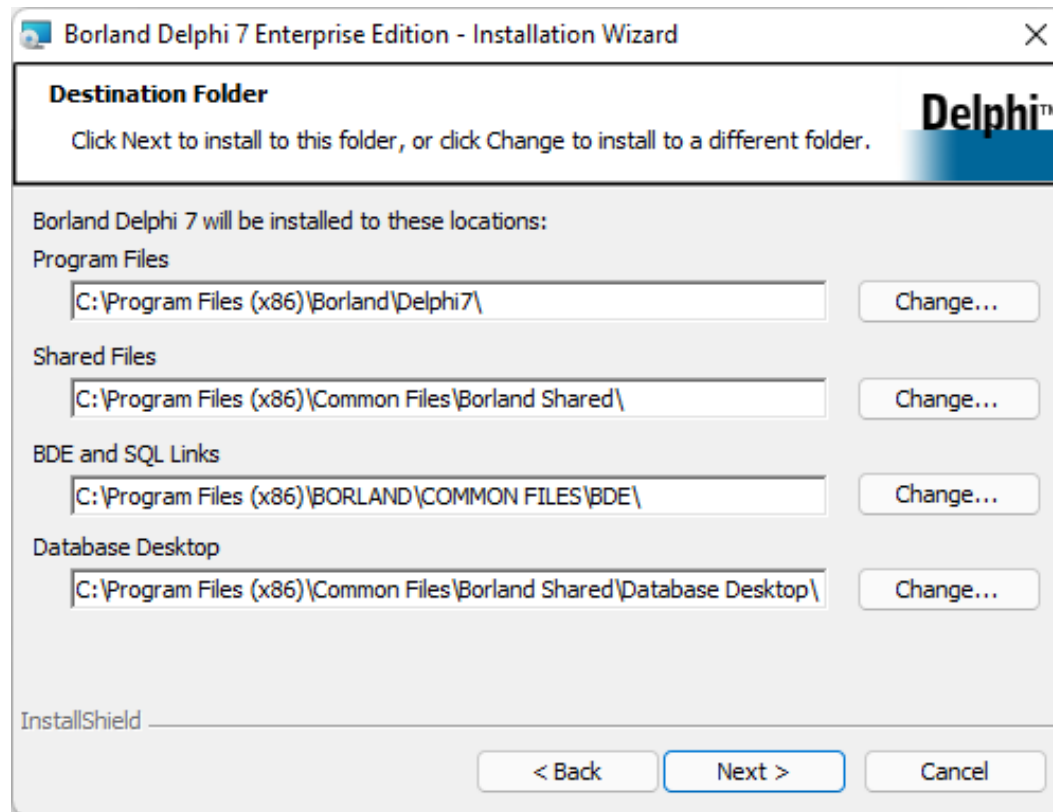 Borland Delphi 7 Enterprise Edition - Installation Wizard
Destination Folder
Click Next to install to this folder, or click Change to install to a different folder.
Delphi™
Borland Delphi 7 will be installed to these locations:
Program Files
C:\Program Files (x86)\Borland\Delphi7\
Change...
Shared Files
C:\Program Files (x86)\Common Files\Borland Shared\
Change...
BDE and SQL Links
C:\Program Files (x86)\BORLAND\COMMON FILES\BDE\
Change...
Database Desktop
C:\Program Files (x86)\Common Files\Borland Shared\Database Desktop\
Change...
InstallShield
< Back
Next >
Cancel